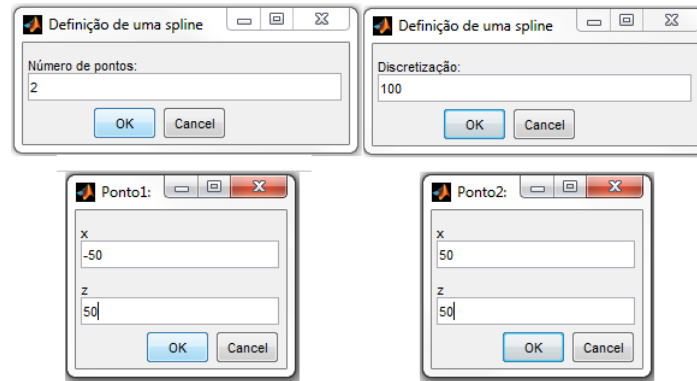 Definição de uma spline
Número de pontos:
2
OK Cancel
Definição de uma spline
Discretização:
100
OK Cancel
Ponto1:
x
-50
z
50
OK Cancel
Ponto2:
x
50
z
50
OK Cancel